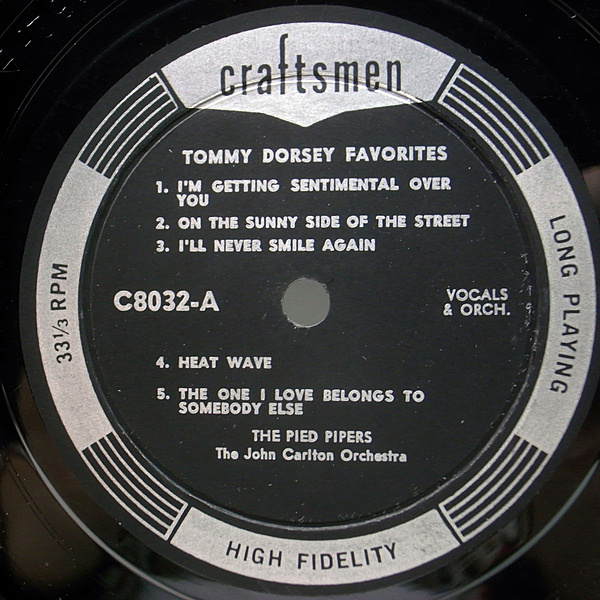 craftsmen
TOMMY DORSEY FAVORITES
1. I'M GETTING SENTIMENTAL OVER
YOU
2. ON THE SUNNY SIDE OF THE STREET
3. I'LL NEVER SMILE AGAIN
C8032-A
VOCALS
& ORCH.
33⅓ RPM
LONG PLAYING
4. HEAT WAVE
5. THE ONE I LOVE BELONGS TO
SOMEBODY ELSE
THE PIED PIPERS
The John Carlton Orchestra
HIGH FIDELITY